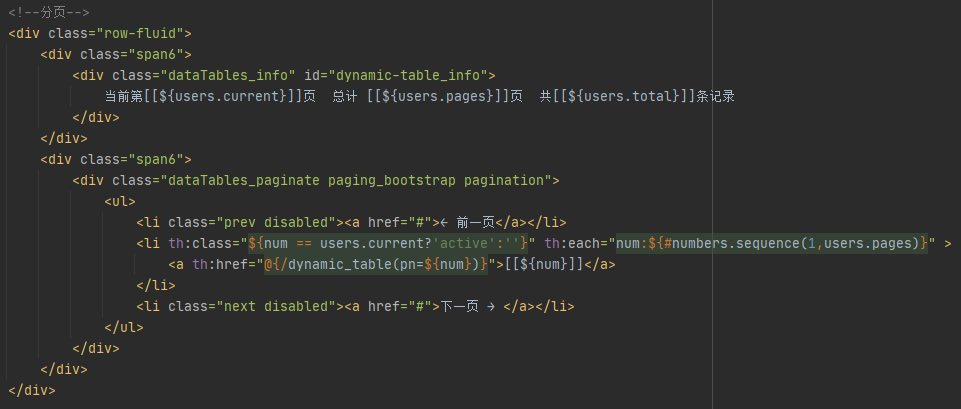 <!--分页-->
<div class="row-fluid">
    <div class="span6">
        <div class="dataTables_info" id="dynamic-table_info">
            当前第[[${users.current}]]页  总计 [[${users.pages}]]页  共[[${users.total}]]条记录
        </div>
    </div>
    <div class="span6">
        <div class="dataTables_paginate paging_bootstrap pagination">
            <ul>
                <li class="prev disabled"><a href="#">← 前一页</a></li>
                <li th:class="${num == users.current?'active':''}" th:each="num:${#numbers.sequence(1,users.pages)}" >
                    <a th:href="@{/dynamic_table(pn=${num})}">[[${num}]]</a>
                </li>
                <li class="next disabled"><a href="#">下一页 → </a></li>
            </ul>
        </div>
    </div>
</div>